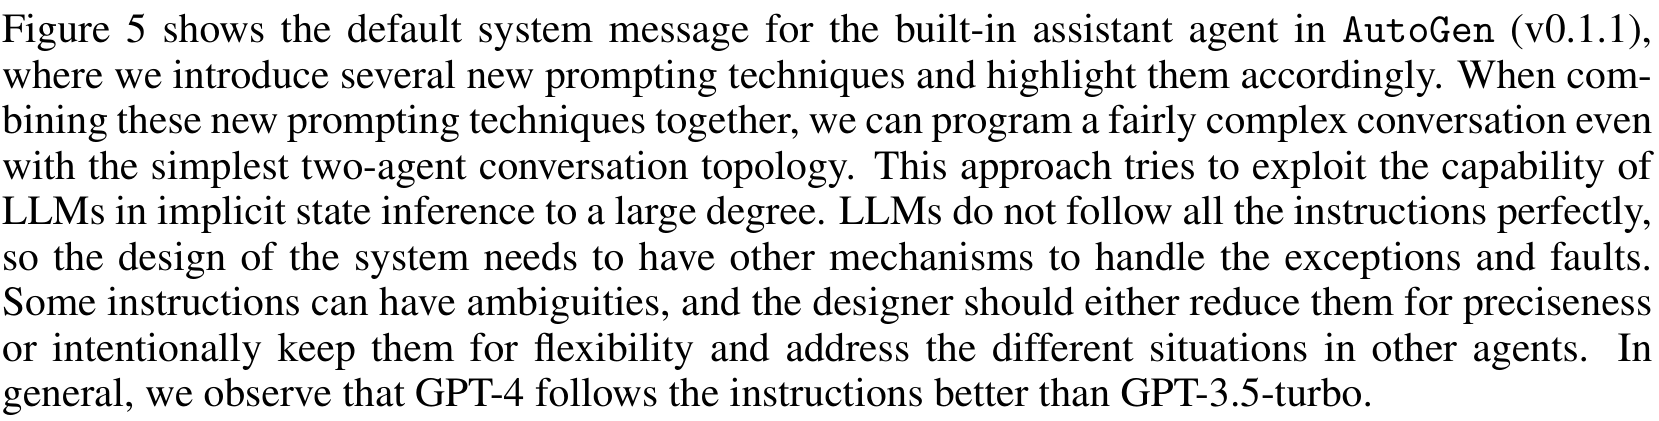 Figure 5 shows the default system message for the built-in assistant agent in AutoGen (v0.1.1),
where we introduce several new prompting techniques and highlight them accordingly. When com-
bining these new prompting techniques together, we can program a fairly complex conversation even
with the simplest two-agent conversation topology. This approach tries to exploit the capability of
LLMs in implicit state inference to a large degree. LLMs do not follow all the instructions perfectly,
so the design of the system needs to have other mechanisms to handle the exceptions and faults.
Some instructions can have ambiguities, and the designer should either reduce them for preciseness
or intentionally keep them for flexibility and address the different situations in other agents. In
general, we observe that GPT-4 follows the instructions better than GPT-3.5-turbo.